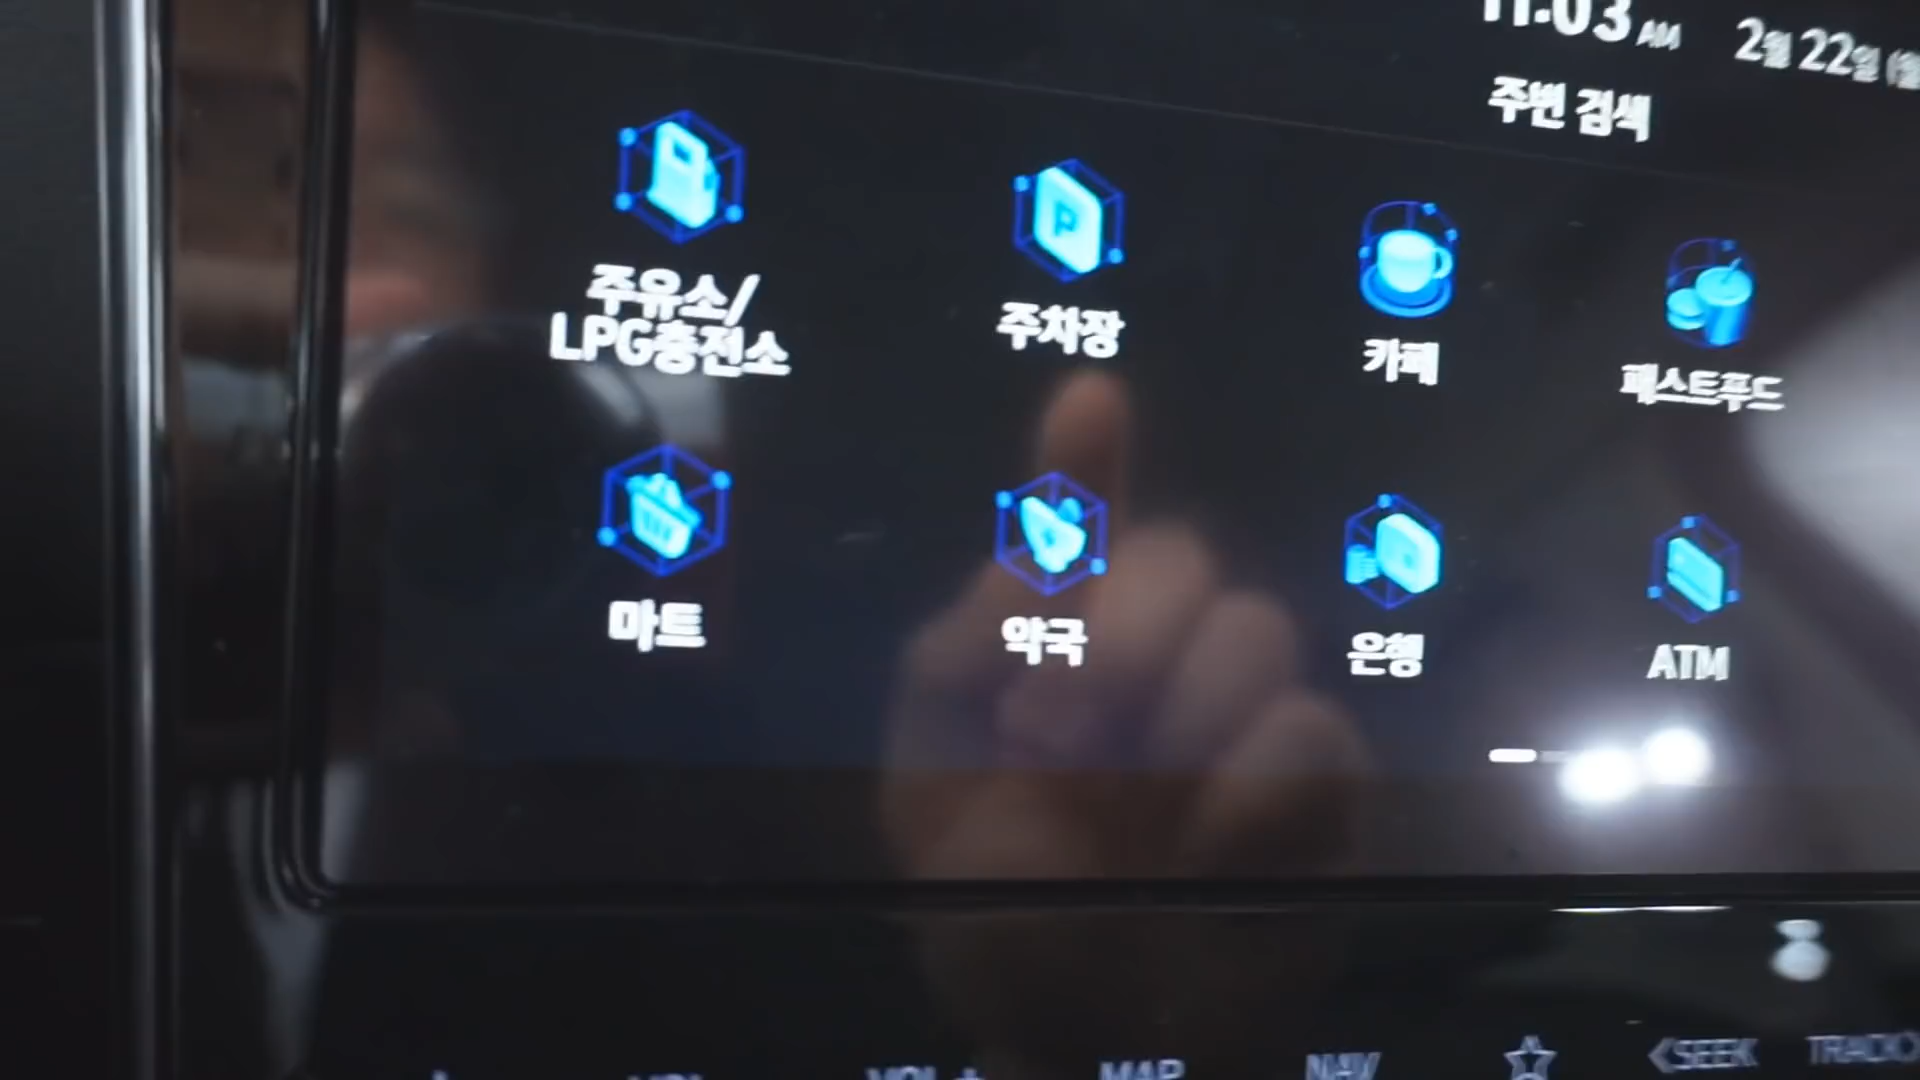 11:03 AM 2월 22일
주변 검색
주유소/
LPG충전소
주차장
카페
패스트푸드
마트
약국
은행
ATM
VOL +
MAP
NAV
SEEK
TRACK